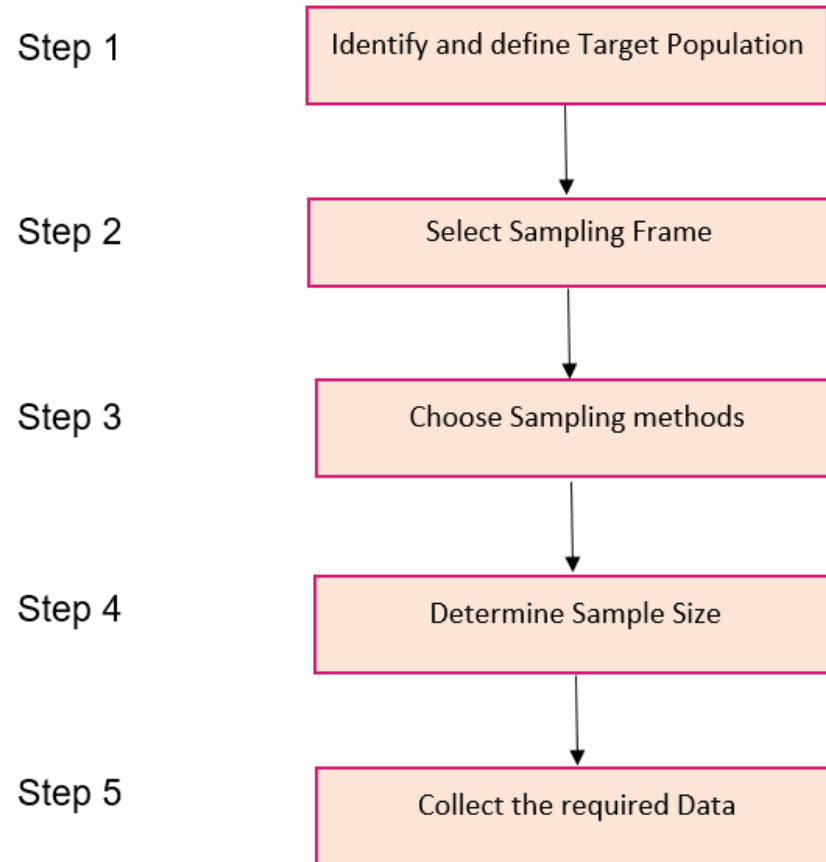 Step 1
Identify and define Target Population
Step 2
Select Sampling Frame
Step 3
Choose Sampling methods
Step 4
Determine Sample Size
Step 5
Collect the required Data